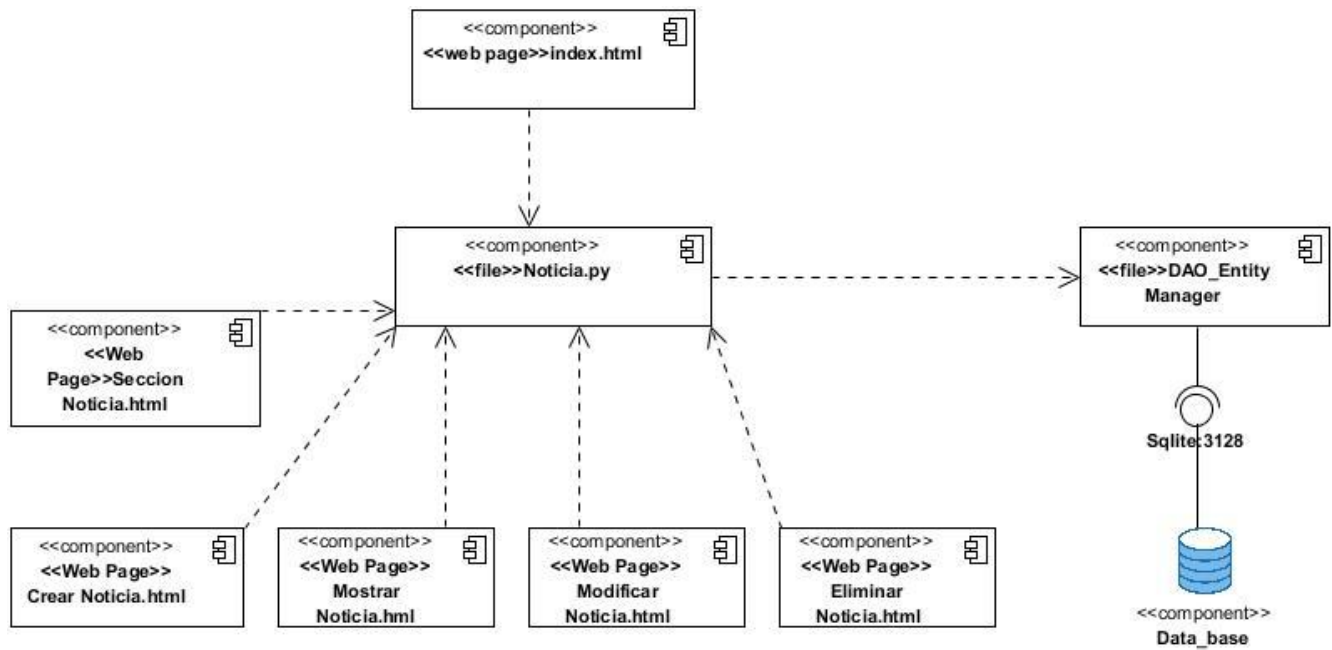 <<component>>
<<web page>>index.html
<<component>>
<<file>>Noticia.py
<<component>>
<<file>>DAO_Entity
Manager
<<component>>
<<Web
Page>>Seccion
Noticia.html
Sqlite:3128
<<component>>
<<Web Page>>
Crear Noticia.html
<<component>>
<<Web Page>>
Mostrar
Noticia.hml
<<component>>
<<Web Page>>
Modificar
Noticia.html
<<component>>
<<Web Page>>
Eliminar
Noticia.html
<<component>>
Data_base